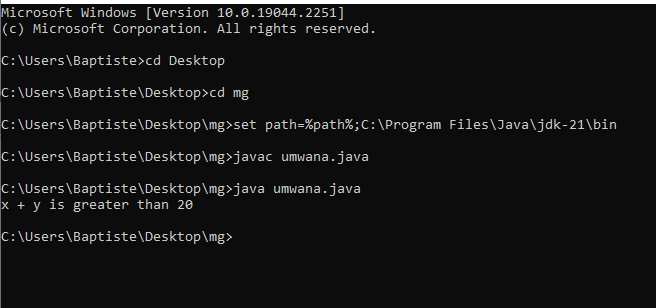 Microsoft Windows [Version 10.0.19044.2251]
(c) Microsoft Corporation. All rights reserved.
C:\Users\Baptiste>cd Desktop
C:\Users\Baptiste\Desktop>cd mg
C:\Users\Baptiste\Desktop\mg>set path=%path%;C:\Program Files\Java\jdk-21\bin
C:\Users\Baptiste\Desktop\mg>javac umwana.java
C:\Users\Baptiste\Desktop\mg>java umwana.java
x + y is greater than 20
C:\Users\Baptiste\Desktop\mg>